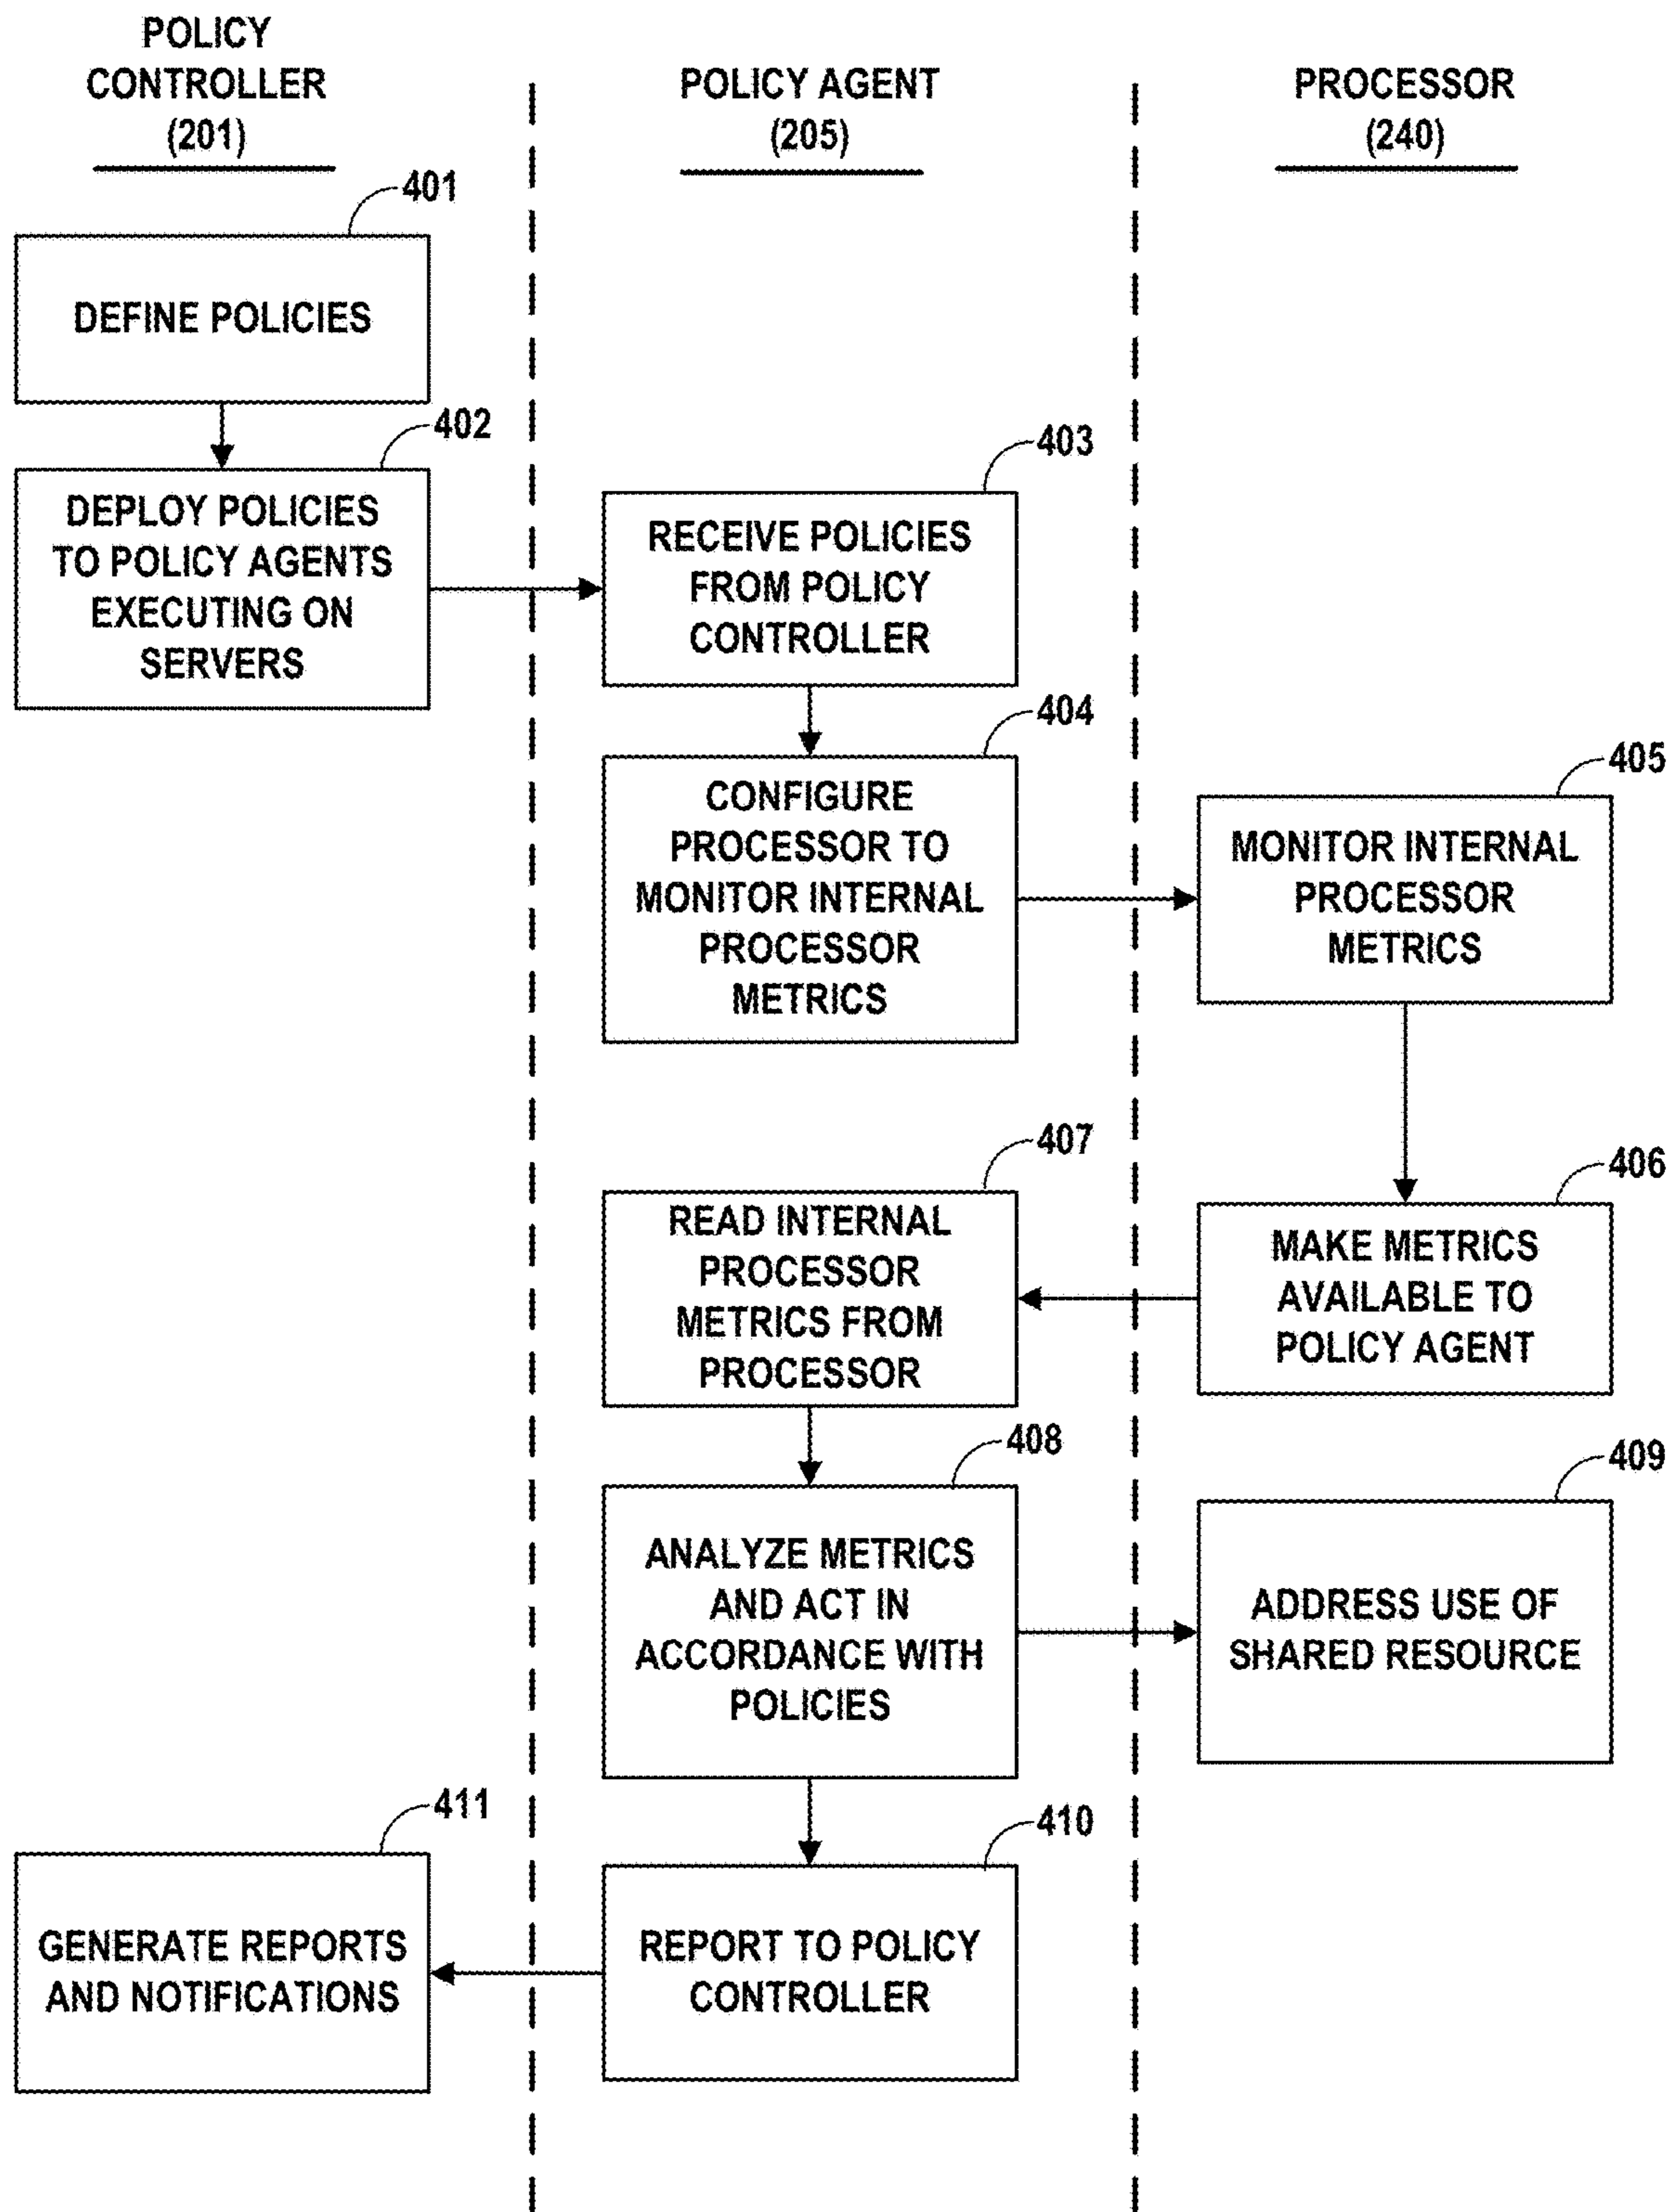 POLICY
CONTROLLER
(201)
POLICY AGENT
(205)
PROCESSOR
(240)
401
DEFINE POLICIES
402
DEPLOY POLICIES
TO POLICY AGENTS
EXECUTING ON
SERVERS
403
RECEIVE POLICIES
FROM POLICY
CONTROLLER
404
CONFIGURE
PROCESSOR TO
MONITOR INTERNAL
PROCESSOR
METRICS
405
MONITOR INTERNAL
PROCESSOR
METRICS
406
MAKE METRICS
AVAILABLE TO
POLICY AGENT
407
READ INTERNAL
PROCESSOR
METRICS FROM
PROCESSOR
408
ANALYZE METRICS
AND ACT IN
ACCORDANCE WITH
POLICIES
409
ADDRESS USE OF
SHARED RESOURCE
410
REPORT TO POLICY
CONTROLLER
411
GENERATE REPORTS
AND NOTIFICATIONS